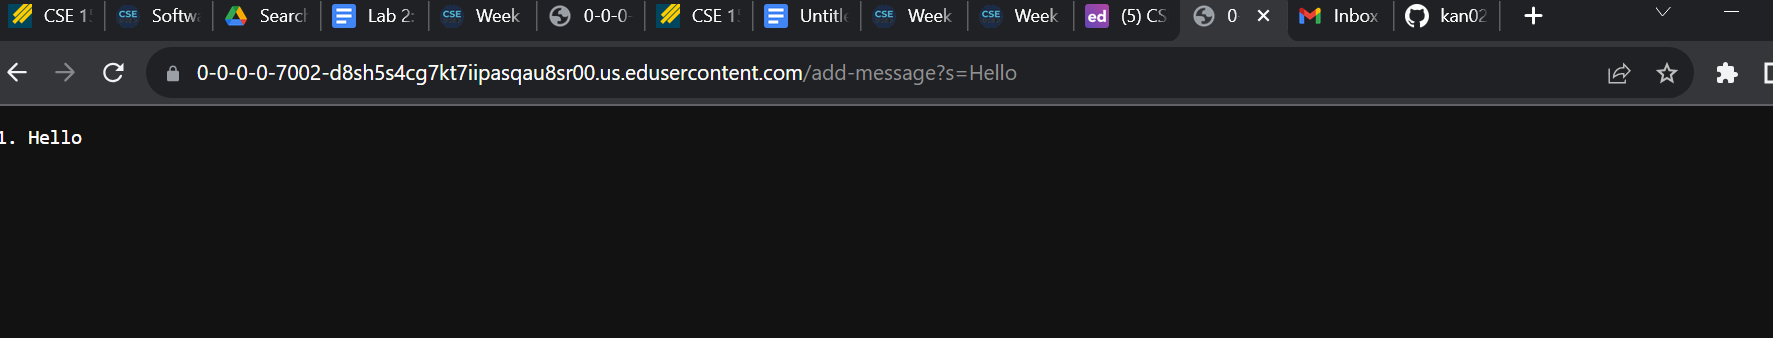 CSE 1 CSE Softw Search Lab 2: CSE Week 0-0-0- CSE 1 Untitl CSE Week CSE Week ed (5) CS 0 Inbox kan02
0-0-0-0-7002-d8sh5s4cg7kt7iipasqau8sr00.us.edusercontent.com/add-message?s=Hello
1. Hello